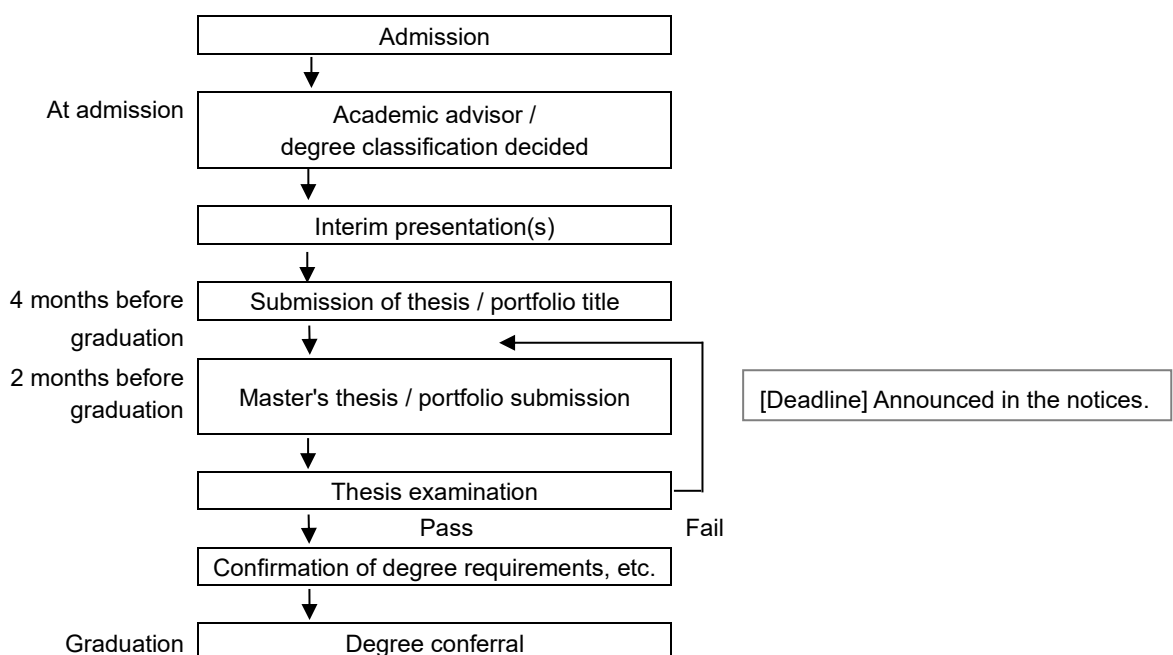 Admission
At admission
Academic advisor /
degree classification decided
Interim presentation(s)
4 months before
graduation
Submission of thesis / portfolio title
2 months before
graduation
Master's thesis / portfolio submission
[Deadline] Announced in the notices.
Thesis examination
Pass
Fail
Confirmation of degree requirements, etc.
Graduation
Degree conferral